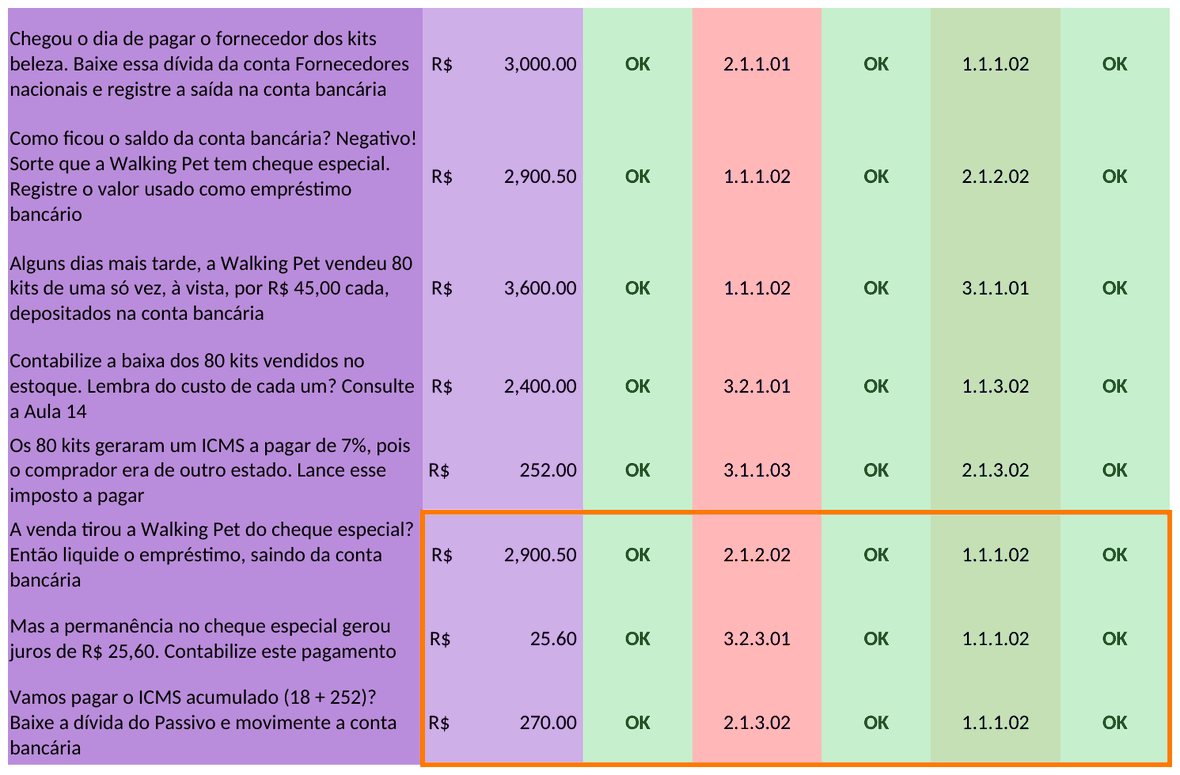 Chegou o dia de pagar o fornecedor dos kits
beleza. Baixe essa dívida da conta Fornecedores
nacionais e registre a saída na conta bancária
R$ 3,000.00 OK 2.1.1.01 OK 1.1.1.02 OK
Como ficou o saldo da conta bancária? Negativo!
Sorte que a Walking Pet tem cheque especial.
Registre o valor usado como empréstimo
bancário
R$ 2,900.50 OK 1.1.1.02 OK 2.1.2.02 OK
Alguns dias mais tarde, a Walking Pet vendeu 80
kits de uma só vez, à vista, por R$ 45,00 cada,
depositados na conta bancária
R$ 3,600.00 OK 1.1.1.02 OK 3.1.1.01 OK
Contabilize a baixa dos 80 kits vendidos no
estoque. Lembra do custo de cada um? Consulte
a Aula 14
R$ 2,400.00 OK 3.2.1.01 OK 1.1.3.02 OK
Os 80 kits geraram um ICMS a pagar de 7%, pois
o comprador era de outro estado. Lance esse
imposto a pagar
R$ 252.00 OK 3.1.1.03 OK 2.1.3.02 OK
A venda tirou a Walking Pet do cheque especial?
Então liquide o empréstimo, saindo da conta
bancária
R$ 2,900.50 OK 2.1.2.02 OK 1.1.1.02 OK
Mas a permanência no cheque especial gerou
juros de R$ 25,60. Contabilize este pagamento
R$ 25.60 OK 3.2.3.01 OK 1.1.1.02 OK
Vamos pagar o ICMS acumulado (18 + 252)?
Baixe a dívida do Passivo e movimente a conta
bancária
R$ 270.00 OK 2.1.3.02 OK 1.1.1.02 OK